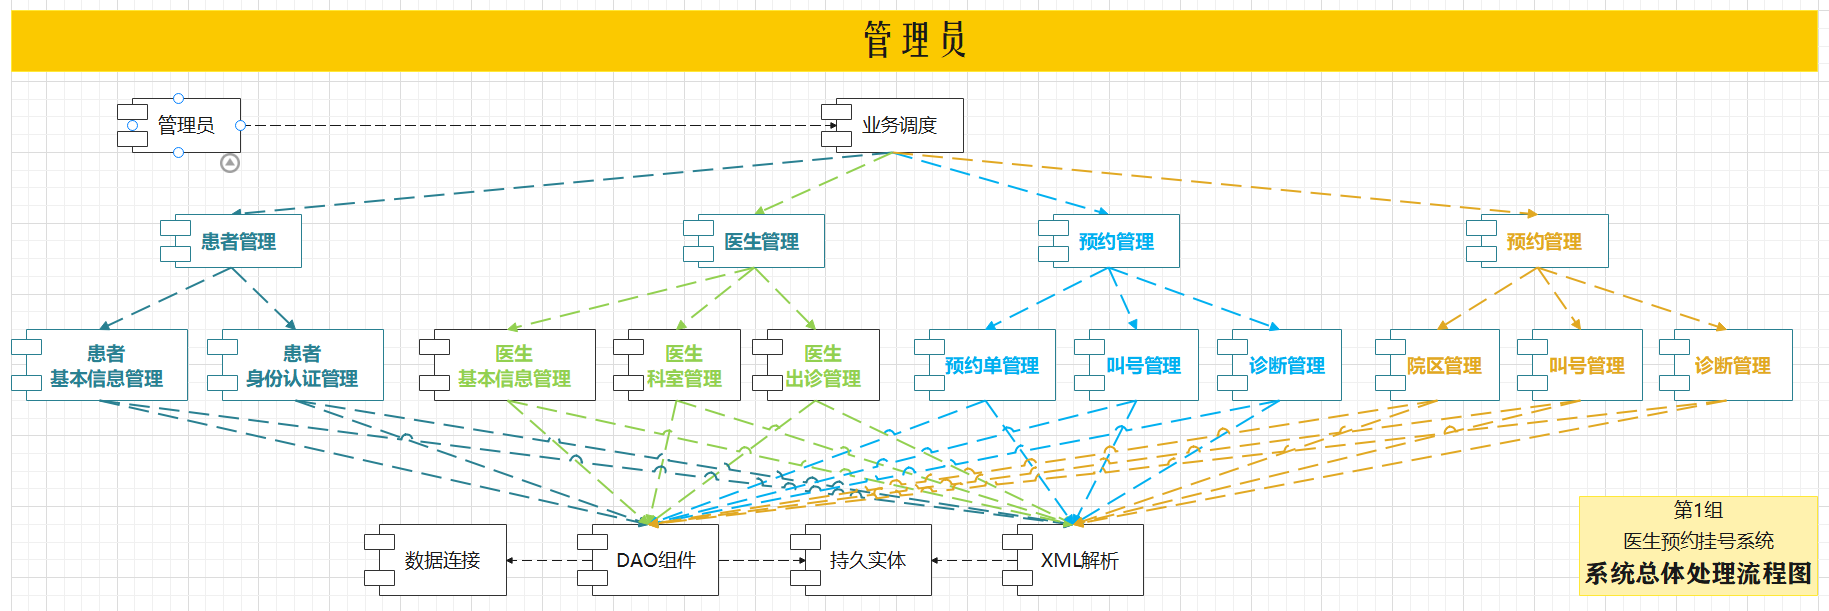 管理员
管理员
业务调度
患者管理
医生管理
预约管理
预约管理
患者
基本信息管理
患者
身份认证管理
医生
基本信息管理
医生
科室管理
医生
出诊管理
预约单管理
叫号管理
诊断管理
院区管理
叫号管理
诊断管理
数据连接
DAO组件
持久实体
XML解析
第1组
医生预约挂号系统
系统总体处理流程图